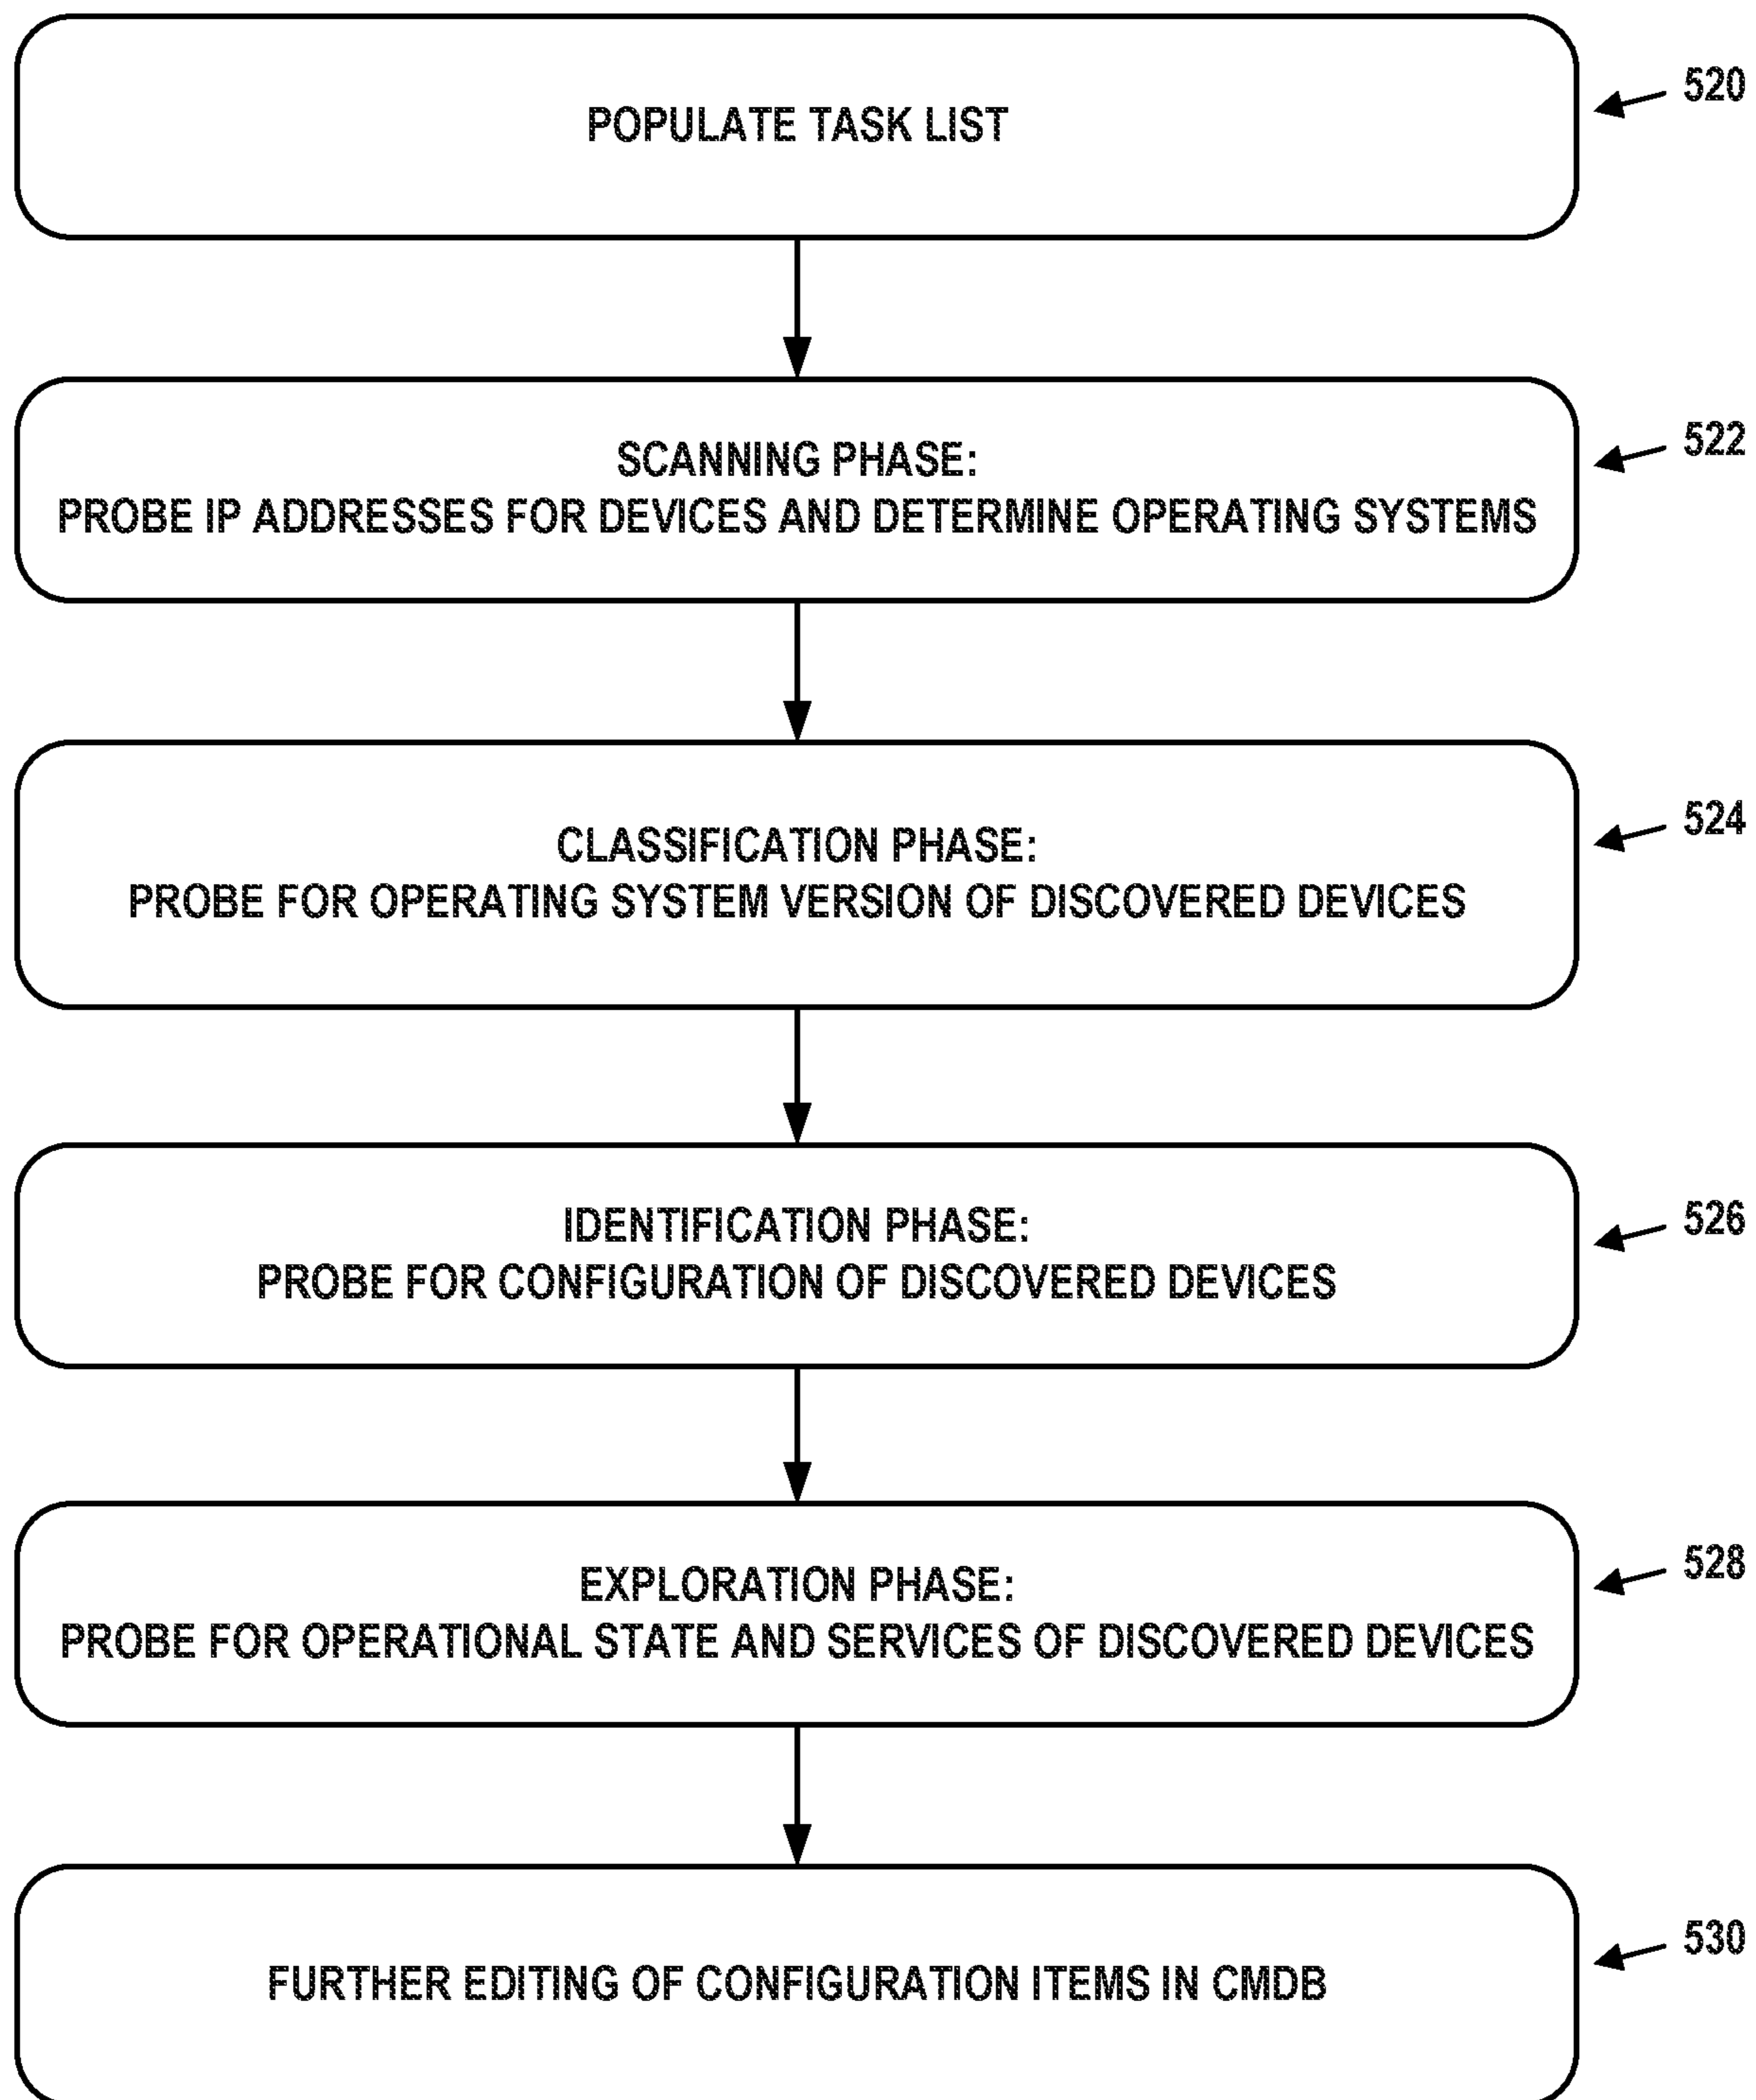 POPULATE TASK LIST
520
SCANNING PHASE:
PROBE IP ADDRESSES FOR DEVICES AND DETERMINE OPERATING SYSTEMS
522
CLASSIFICATION PHASE:
PROBE FOR OPERATING SYSTEM VERSION OF DISCOVERED DEVICES
524
IDENTIFICATION PHASE:
PROBE FOR CONFIGURATION OF DISCOVERED DEVICES
526
EXPLORATION PHASE:
PROBE FOR OPERATIONAL STATE AND SERVICES OF DISCOVERED DEVICES
528
FURTHER EDITING OF CONFIGURATION ITEMS IN CMDB
530